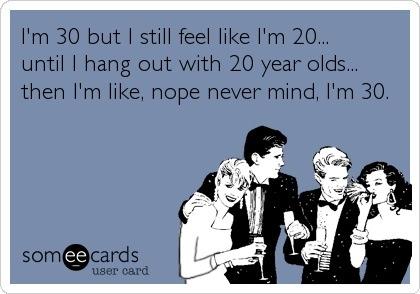 I'm 30 but I still feel like I'm 20...
until I hang out with 20 year olds...
then I'm like, nope never mind, I'm 30.
someecards
user card